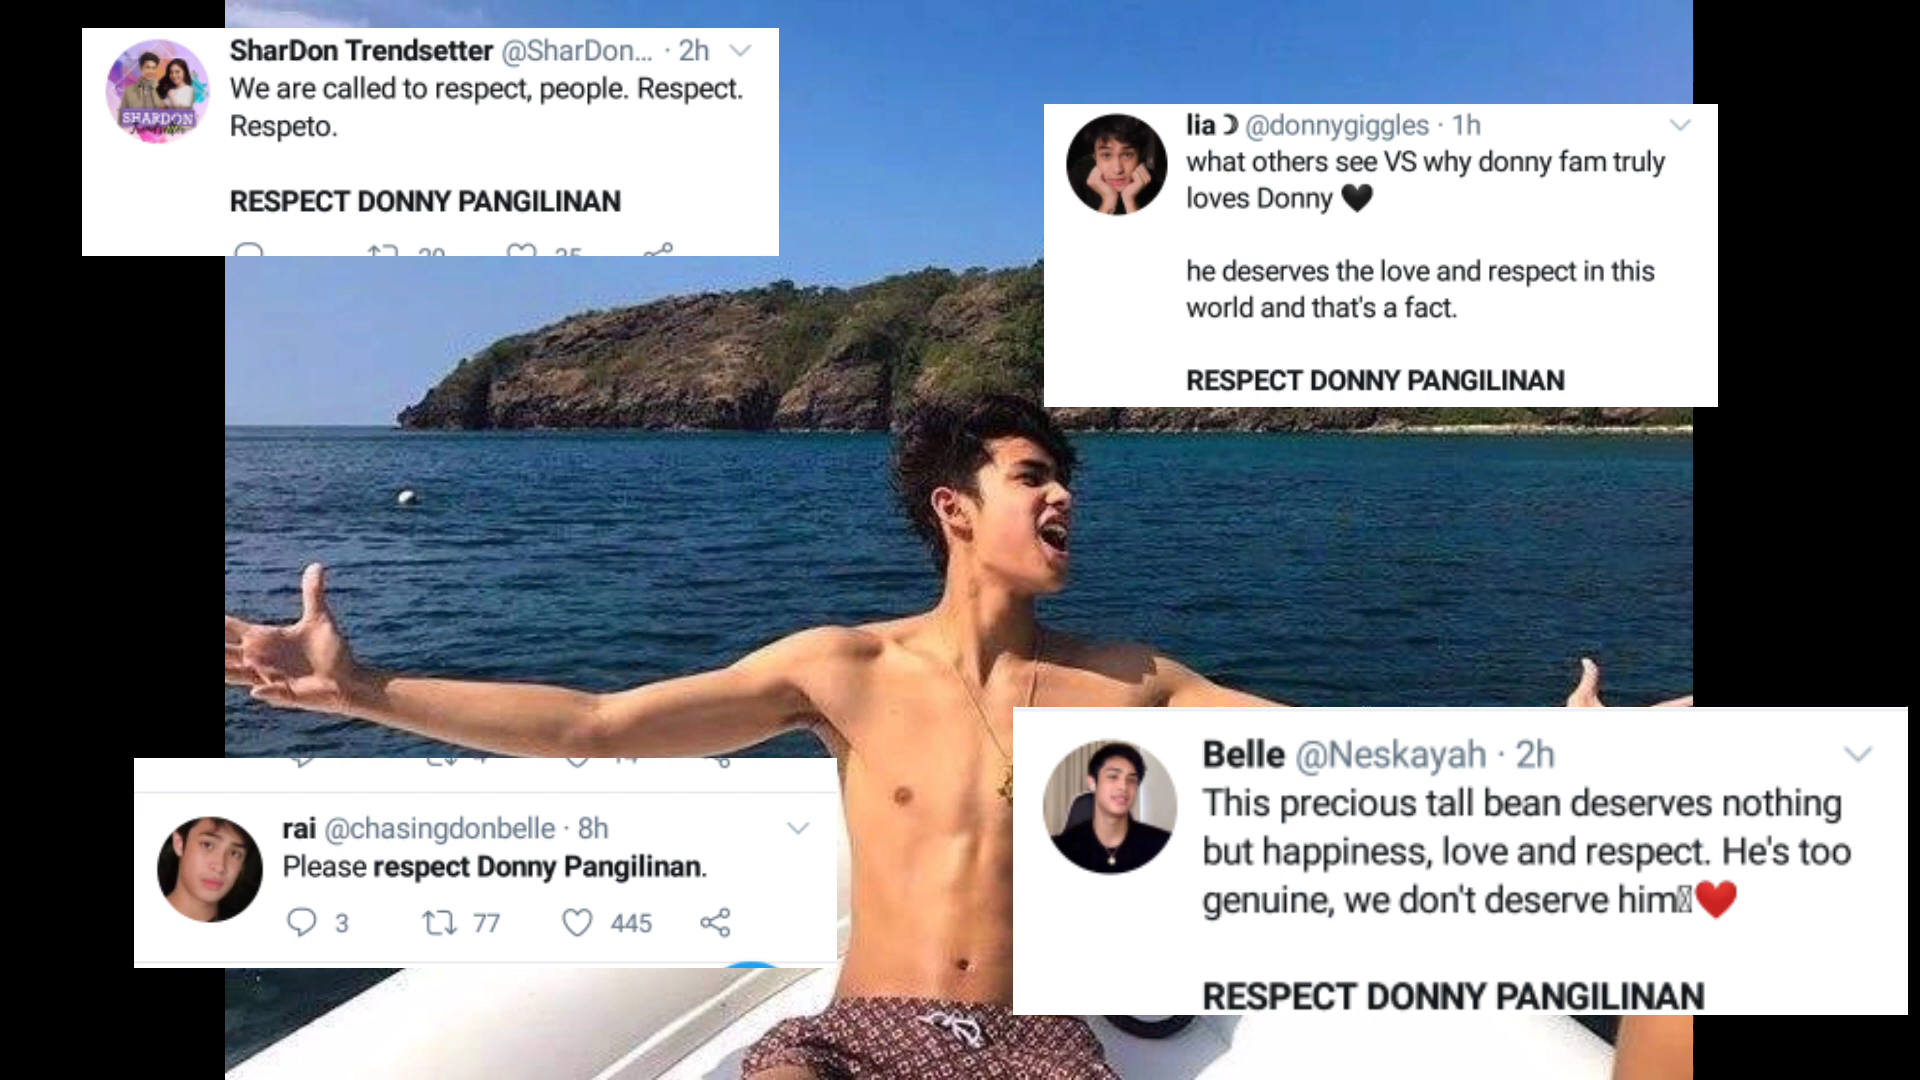 SharDon Trendsetter @SharDon... · 2h
We are called to respect, people. Respect.
Respeto.
RESPECT DONNY PANGILINAN
SHARDON
Trendsetter
lia @donnygiggles · 1h
what others see VS why donny fam truly
loves Donny 🖤
he deserves the love and respect in this
world and that's a fact.
RESPECT DONNY PANGILINAN
rai @chasingdonbelle · 8h
Please respect Donny Pangilinan.
3 77 445
Belle @Neskayah · 2h
This precious tall bean deserves nothing
but happiness, love and respect. He's too
genuine, we don't deserve him❤️
RESPECT DONNY PANGILINAN